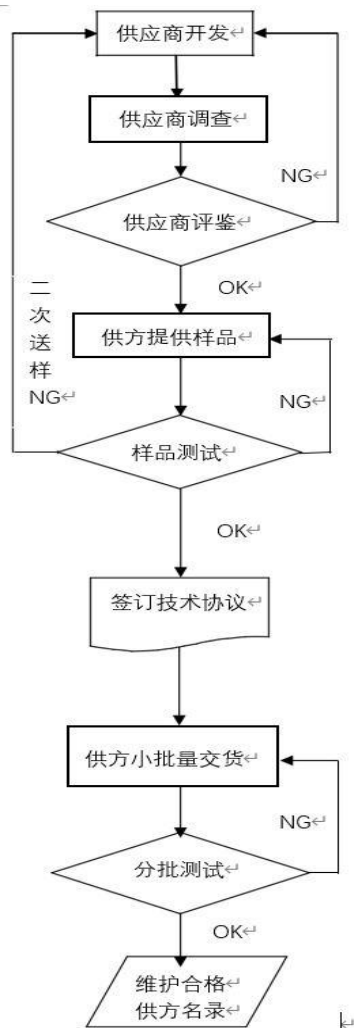 供应商开发↵
供应商调查↵
NG↵
供应商评鉴↵
OK↵
二
次
送
样
NG↵
供方提供样品↵
NG↵
样品测试↵
OK↵
签订技术协议↵
供方小批量交货↵
NG↵
分批测试↵
OK↵
维护合格↵
供方名录↵